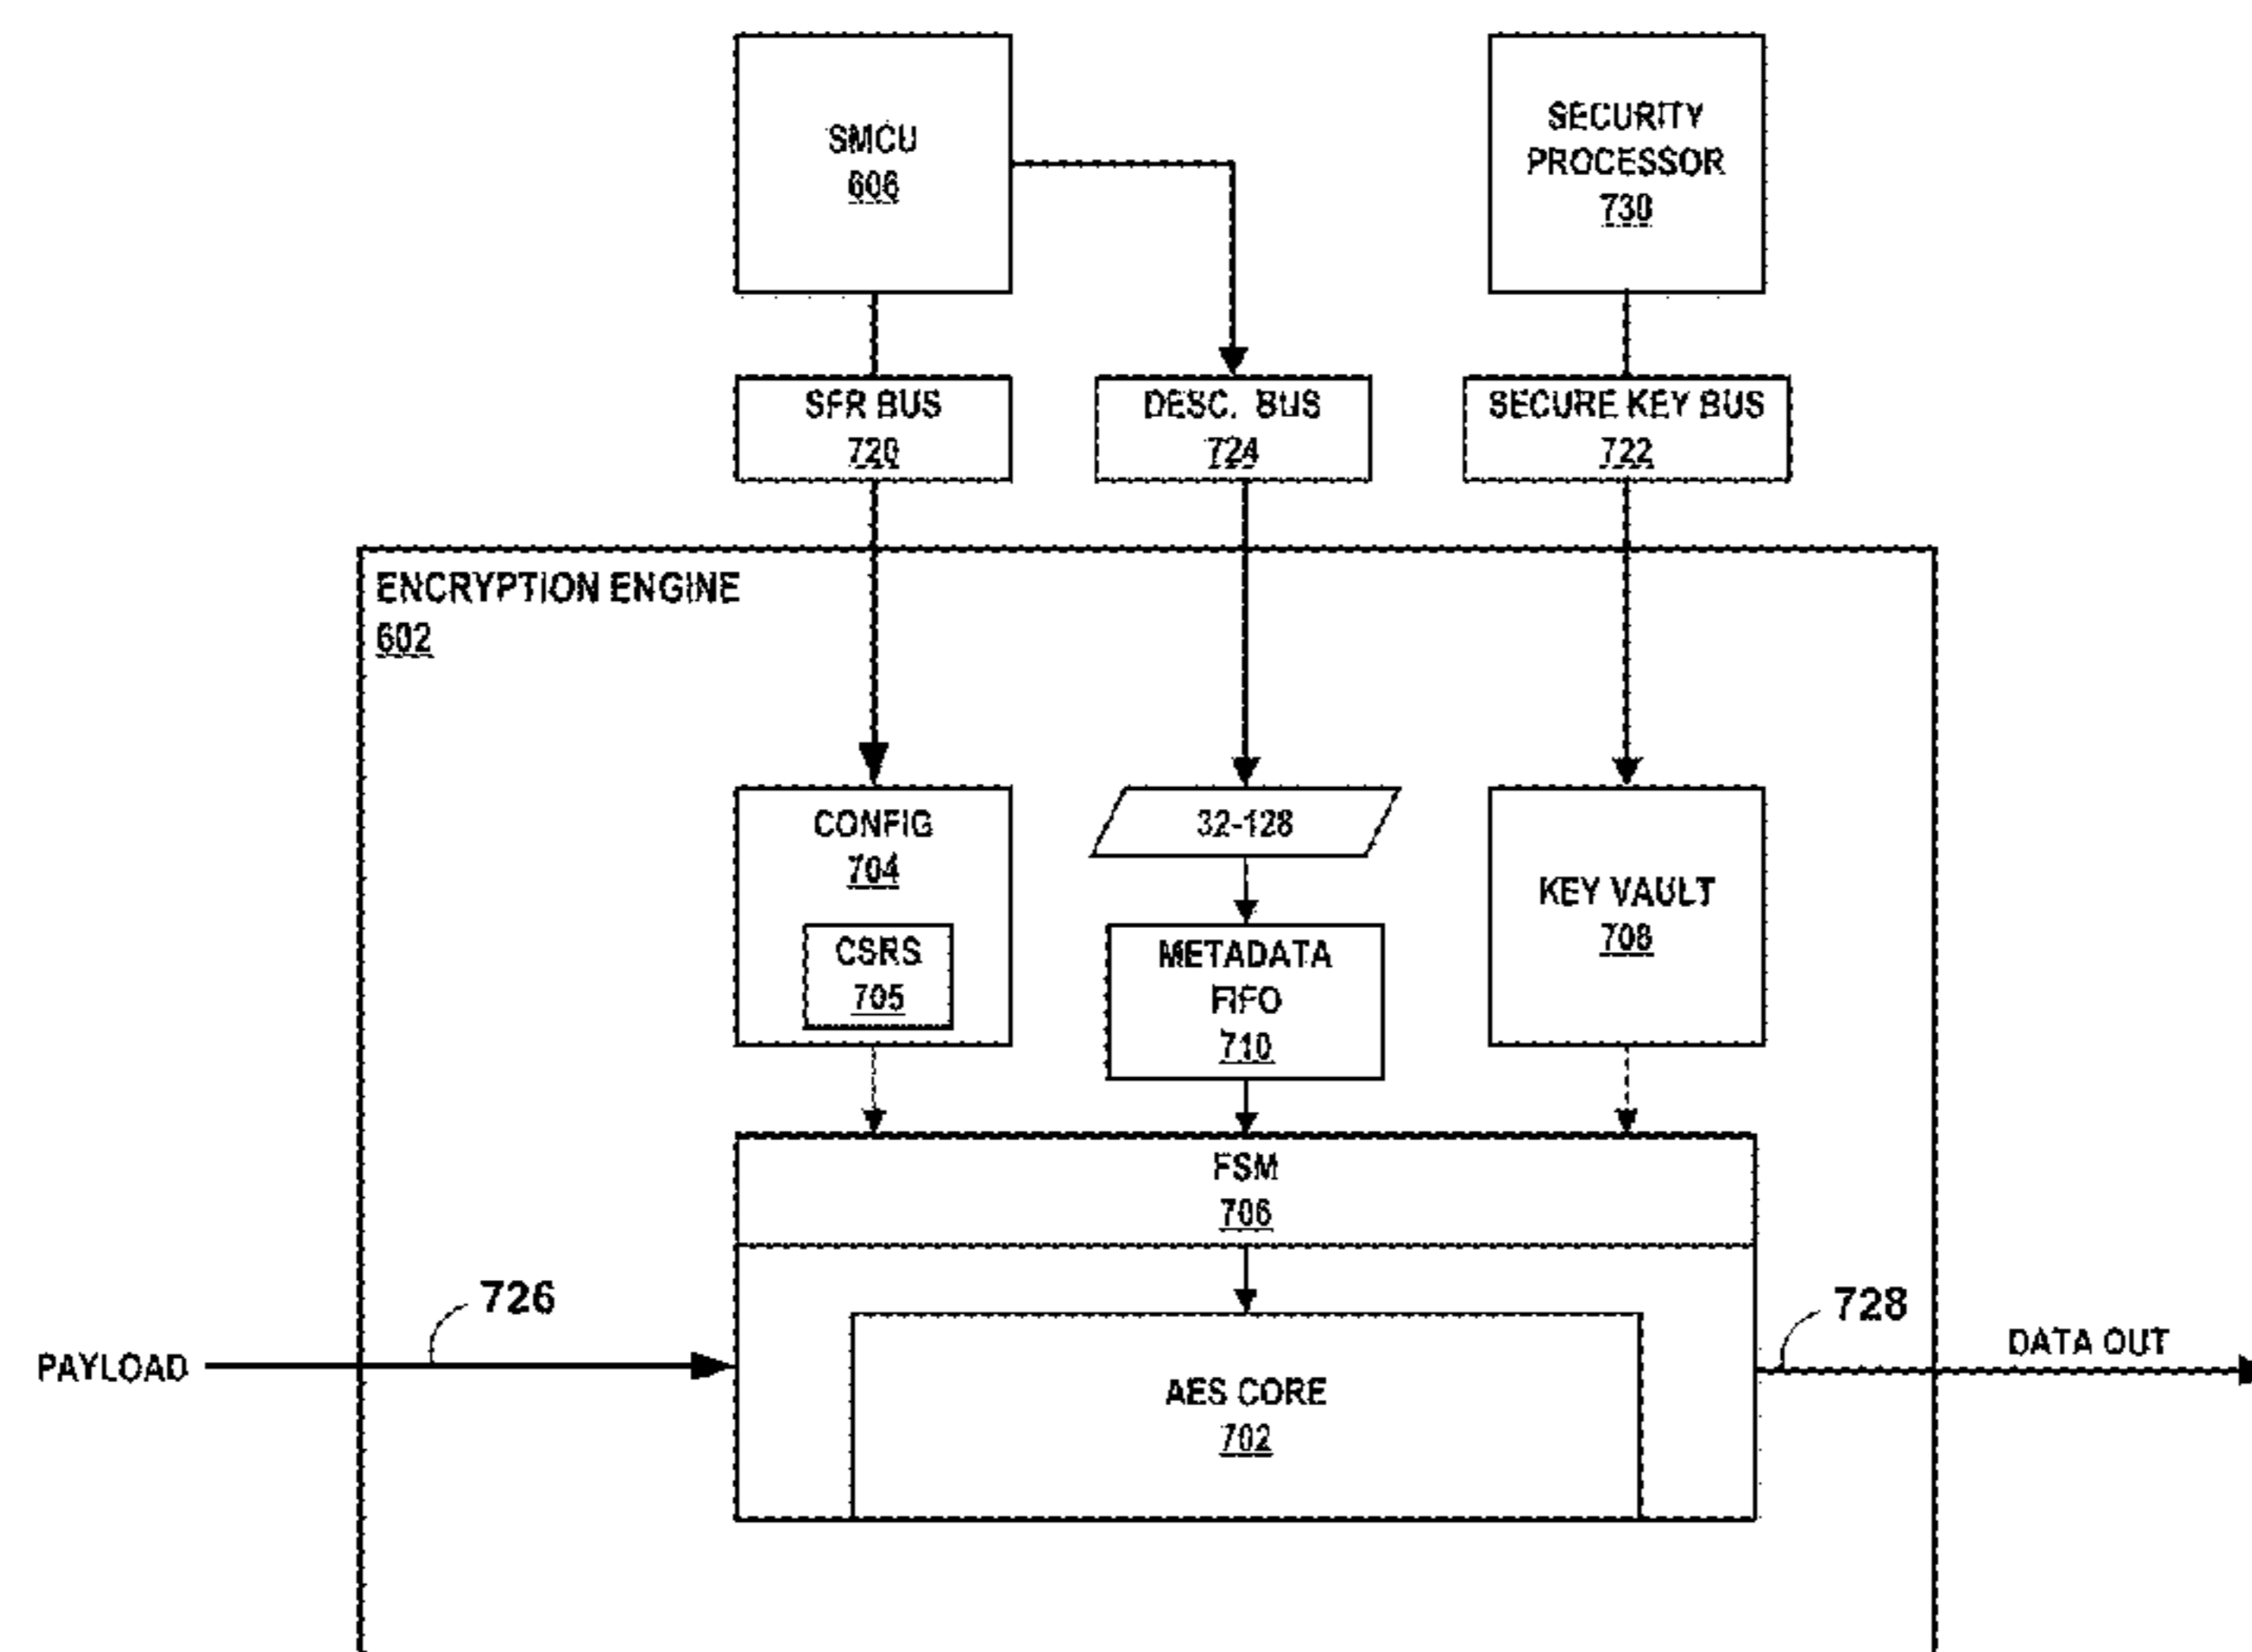 SMCU
606
SECURITY
PROCESSOR
730
SFR BUS
720
DESC. BUS
724
SECURE KEY BUS
722
ENCRYPTION ENGINE
602
CONFIG
704
CSRS
705
32-128
METADATA
FIFO
710
KEY VAULT
708
FSM
706
726
PAYLOAD
AES CORE
702
728
DATA OUT